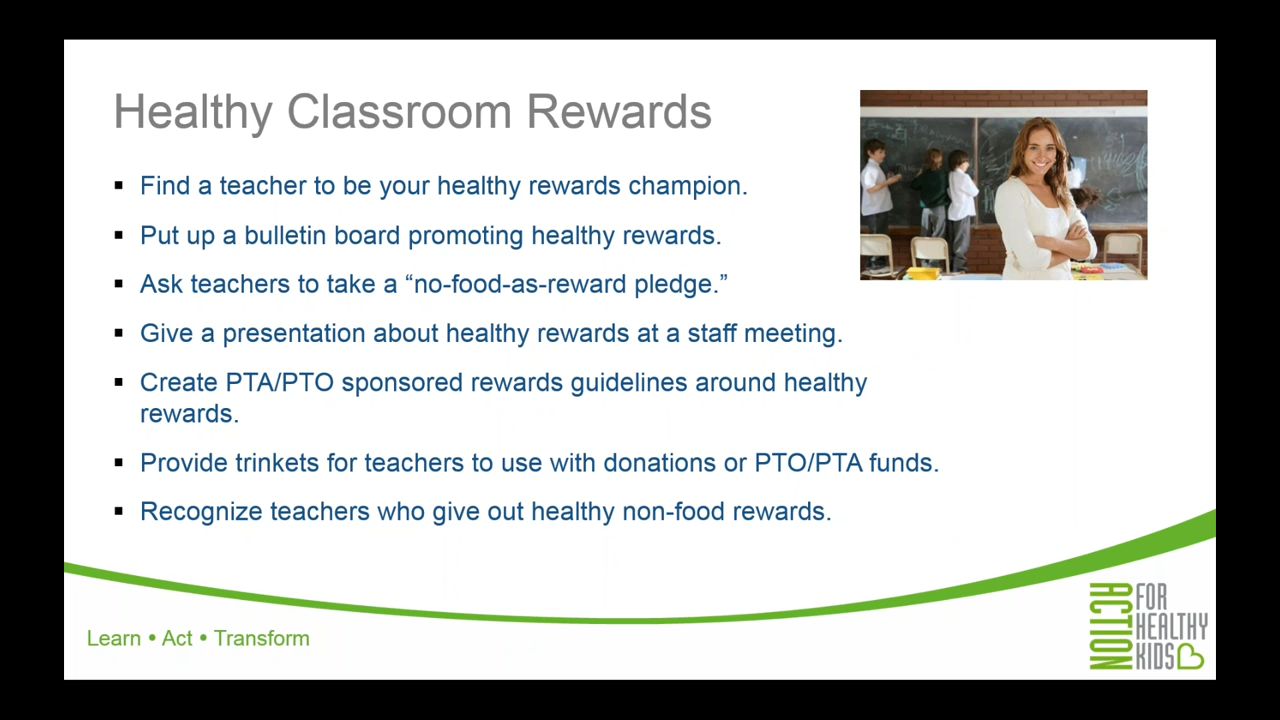 Healthy Classroom Rewards
▪ Find a teacher to be your healthy rewards champion.
▪ Put up a bulletin board promoting healthy rewards.
▪ Ask teachers to take a “no-food-as-reward pledge.”
▪ Give a presentation about healthy rewards at a staff meeting.
▪ Create PTA/PTO sponsored rewards guidelines around healthy
rewards.
▪ Provide trinkets for teachers to use with donations or PTO/PTA funds.
▪ Recognize teachers who give out healthy non-food rewards.
Learn • Act • Transform
ACTION
FOR
HEALTHY
KIDS